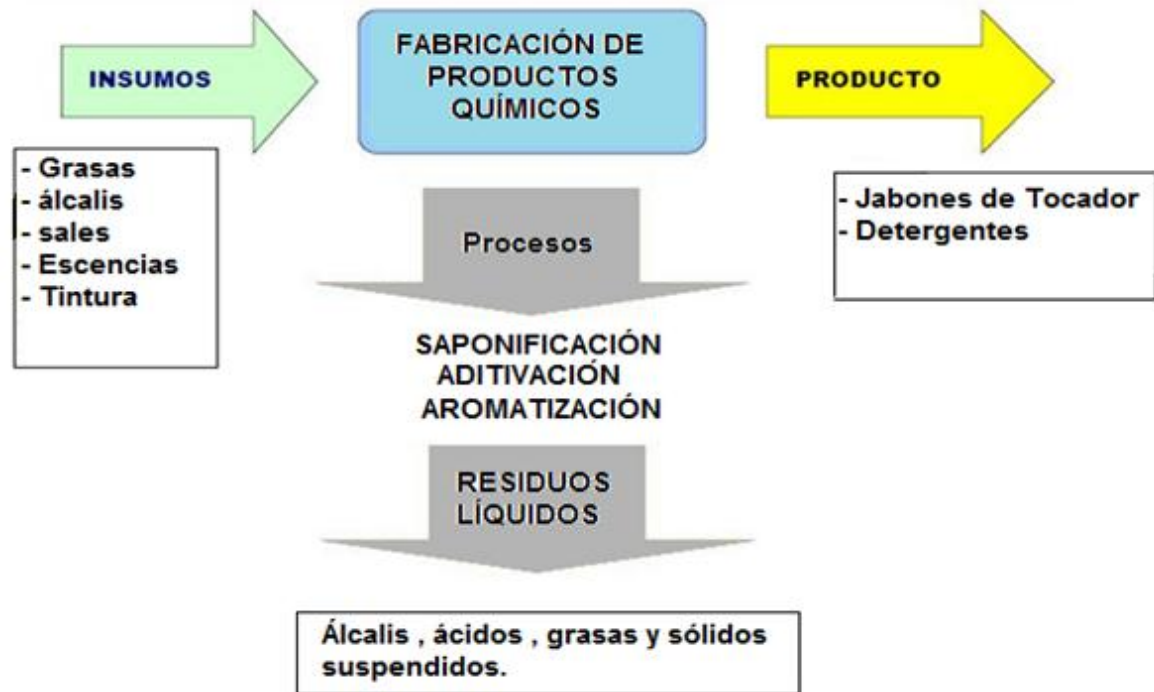 INSUMOS
FABRICACIÓN DE
PRODUCTOS
QUÍMICOS
PRODUCTO
- Grasas
- álcalis
- sales
- Escencias
- Tintura
- Jabones de Tocador
- Detergentes
Procesos
SAPONIFICACIÓN
ADITIVACIÓN
AROMATIZACIÓN
RESIDUOS
LÍQUIDOS
Álcalis , ácidos , grasas y sólidos
suspendidos.